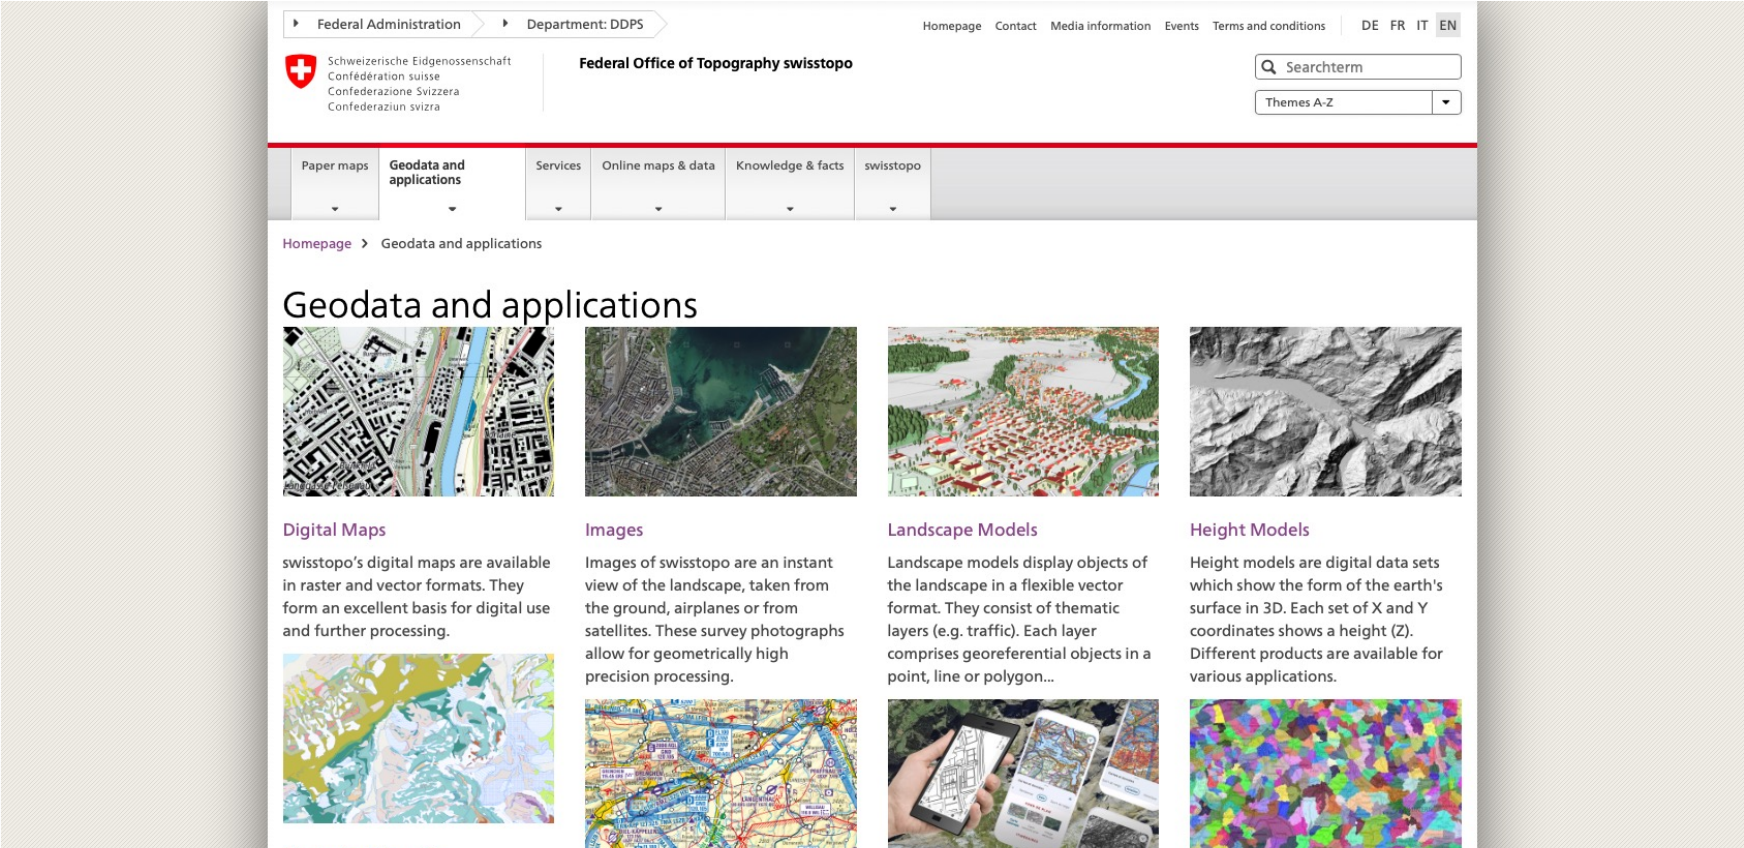 Federal Administration
Department: DDPS
Homepage Contact Media information Events Terms and conditions
DE FR IT EN
Schweizerische Eidgenossenschaft
Confédération suisse
Confederazione Svizzera
Confederaziun svizra
Federal Office of Topography swisstopo
Searchterm
Themes A-Z
Paper maps
Geodata and
applications
Services
Online maps & data
Knowledge & facts
swisstopo
Homepage
Geodata and applications
Geodata and applications
Digital Maps
swisstopo’s digital maps are available
in raster and vector formats. They
form an excellent basis for digital use
and further processing.
Images
Images of swisstopo are an instant
view of the landscape, taken from
the ground, airplanes or from
satellites. These survey photographs
allow for geometrically high
precision processing.
Landscape Models
Landscape models display objects of
the landscape in a flexible vector
format. They consist of thematic
layers (e.g. traffic). Each layer
comprises georeferential objects in a
point, line or polygon...
Height Models
Height models are digital data sets
which show the form of the earth's
surface in 3D. Each set of X and Y
coordinates shows a height (Z).
Different products are available for
various applications.